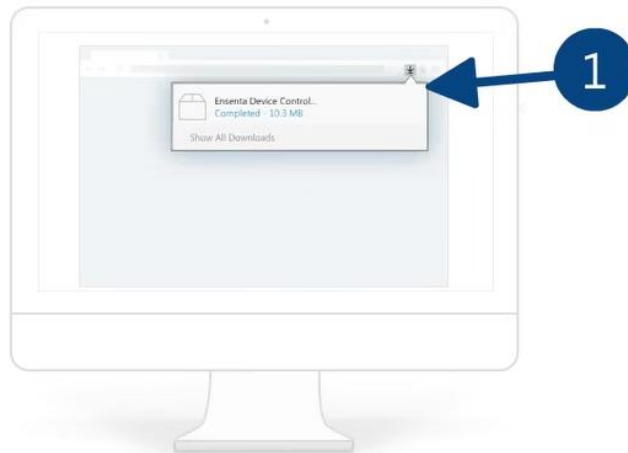 Ensenta Device Control...
Completed - 10.3 MB
Show All Downloads
1